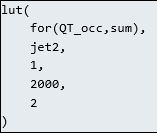 lut(
    for(QT_occ,sum),
    jet2,
    1,
    2000,
    2
)